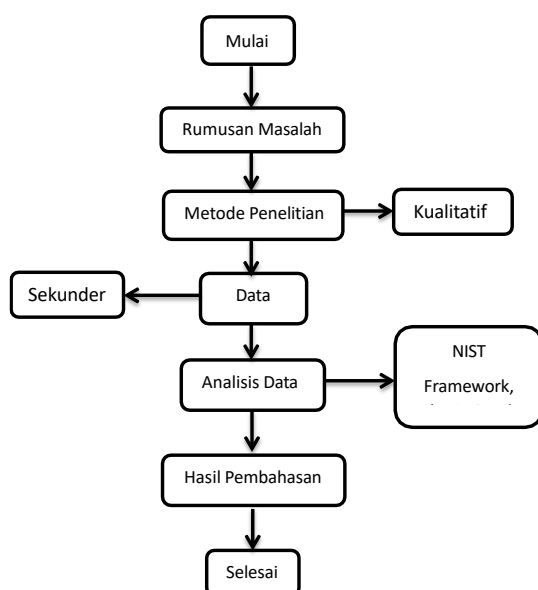 Mulai
Rumusan Masalah
Metode Penelitian
Kualitatif
Sekunder
Data
NIST
Framework,
Analisis Data
Hasil Pembahasan
Selesai